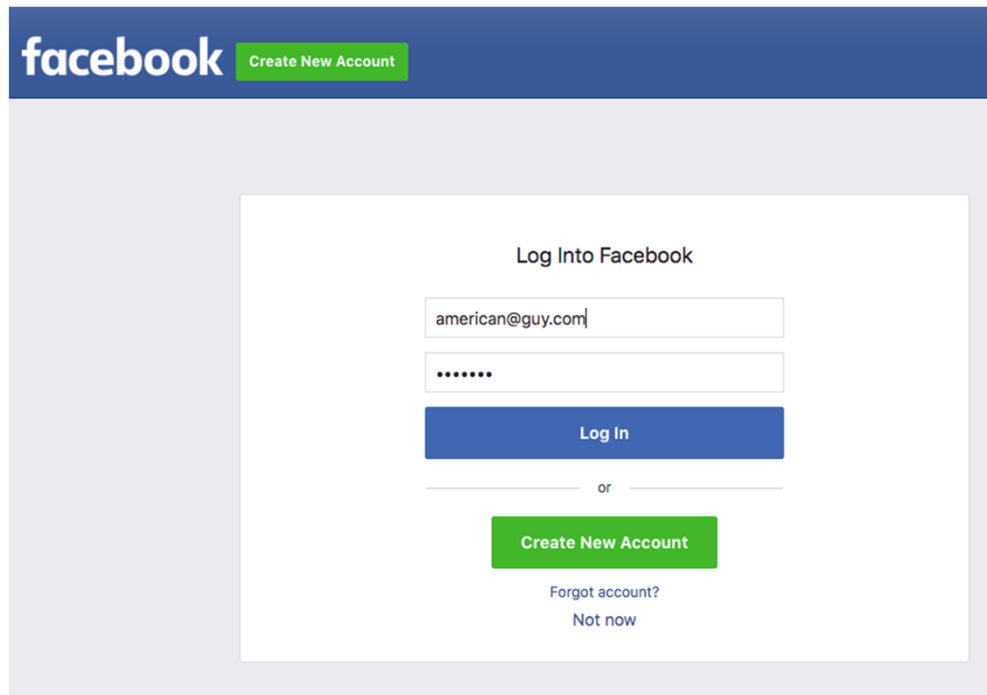 facebook Create New Account
Log Into Facebook
american@guy.com
•••••••
Log In
or
Create New Account
Forgot account?
Not now